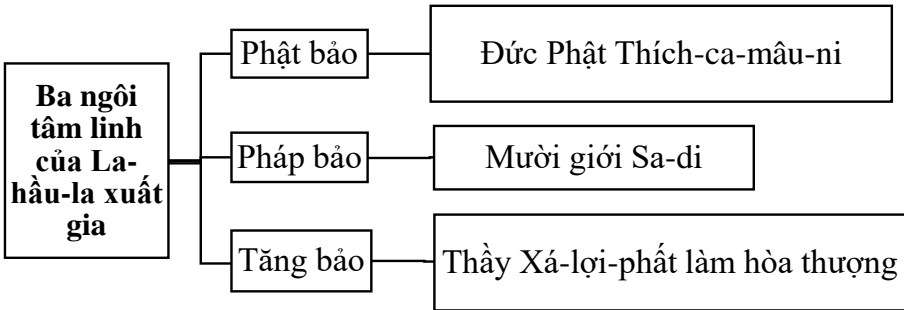 Ba ngôi
tâm linh
của La-
hầu-la xuất
gia
Phật bảo
Đức Phật Thích-ca-mâu-ni
Pháp bảo
Mười giới Sa-di
Tăng bảo
Thầy Xá-lợi-phất làm hòa thượng